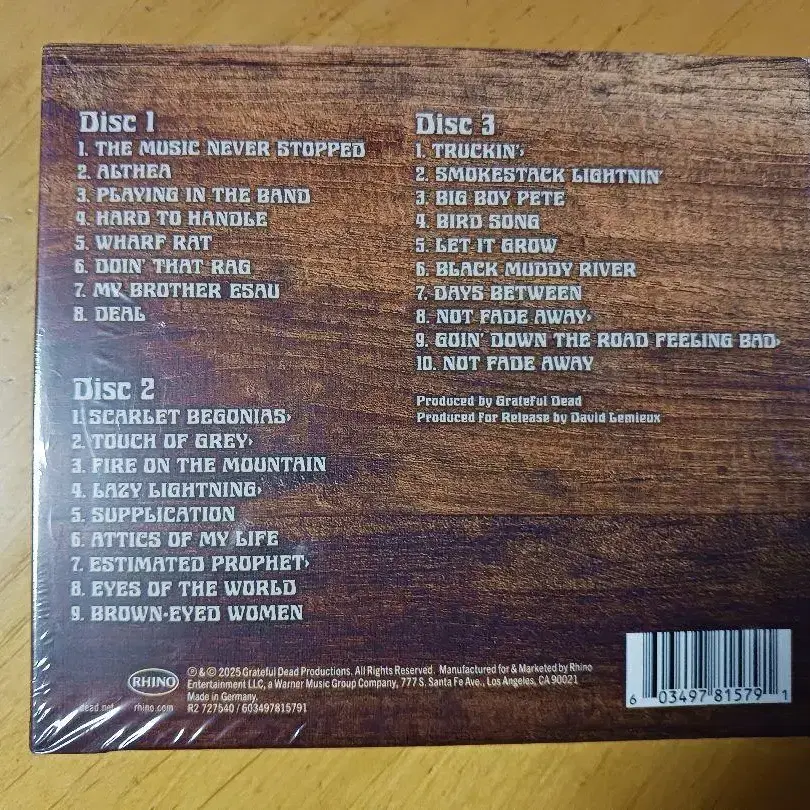 Disc 1
1. THE MUSIC NEVER STOPPED
2. ALTHEA
3. PLAYING IN THE BAND
4. HARD TO HANDLE
5. WHARF RAT
6. DOIN' THAT RAG
7. MY BROTHER ESAU
8. DEAL
Disc 2
1. SCARLET BEGONIAS>
2. TOUCH OF GREY>
3. FIRE ON THE MOUNTAIN
4. LAZY LIGHTNING>
5. SUPPLICATION
6. ATTICS OF MY LIFE
7. ESTIMATED PROPHET>
8. EYES OF THE WORLD
9. BROWN-EYED WOMEN
Disc 3
1. TRUCKIN'>
2. SMOKESTACK LIGHTNIN'
3. BIG BOY PETE
4. BIRD SONG
5. LET IT GROW
6. BLACK MUDDY RIVER
7. DAYS BETWEEN
8. NOT FADE AWAY>
9. GOIN' DOWN THE ROAD FEELING BAD>
10. NOT FADE AWAY
Produced by Grateful Dead
Produced For Release by David Lemieux
RHINO
dead.net rhino.com
℗ & © 2025 Grateful Dead Productions. All Rights Reserved. Manufactured for & Marketed by Rhino
Entertainment LLC, a Warner Music Group Company, 777 S. Santa Fe Ave., Los Angeles, CA 90021
Made in Germany.
R2 727540 / 603497815791
6 03497 81579 1